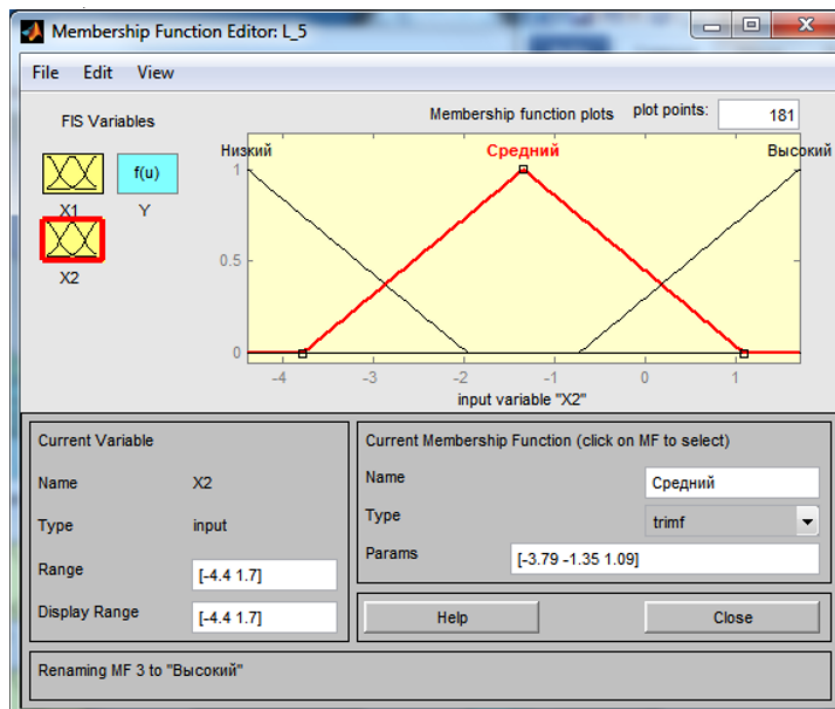 Membership Function Editor: L_5
File Edit View
FIS Variables
Membership function plots plot points: 181
f(u)
X1 Y
X2
Низкий Средний Высокий
1
0.5
0
-4 -3 -2 -1 0 1
input variable "X2"
Current Variable
Name X2
Type input
Range [-4.4 1.7]
Display Range [-4.4 1.7]
Current Membership Function (click on MF to select)
Name Средний
Type trimf
Params [-3.79 -1.35 1.09]
Help Close
Renaming MF 3 to "Высокий"